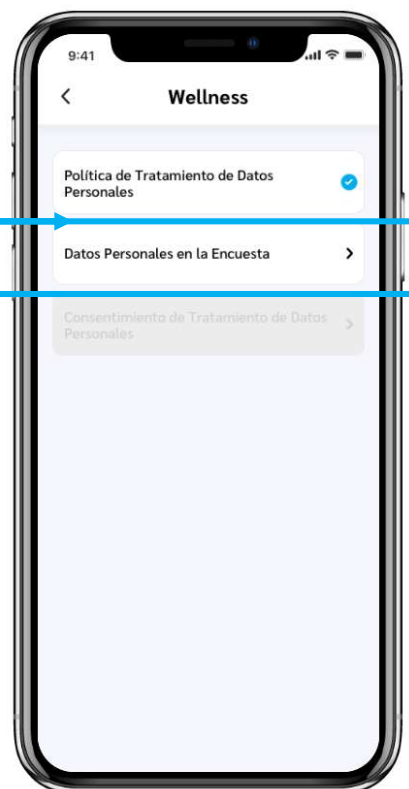 9:41
Wellness
Política de Tratamiento de Datos
Personales
Datos Personales en la Encuesta
Consentimiento de Tratamiento de Datos
Personales